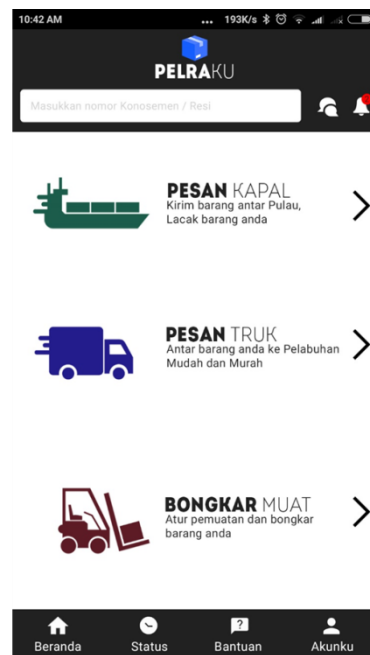 10:42 AM
... 193K/s
PELRAKU
Masukkan nomor Konosemen / Resi
PESAN KAPAL
Kirim barang antar Pulau,
Lacak barang anda
PESAN TRUK
Antar barang anda ke Pelabuhan
Mudah dan Murah
BONGKAR MUAT
Atur pemuatan dan bongkar
barang anda
?
Beranda Status Bantuan Akunku